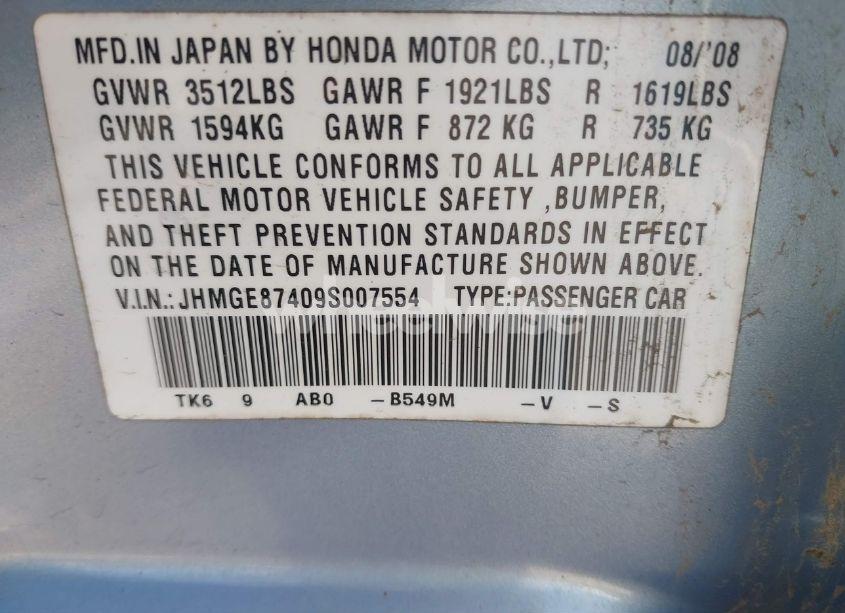 MFD.IN JAPAN BY HONDA MOTOR CO.,LTD; 08/'08
GVWR 3512LBS GAWR F 1921LBS R 1619LBS
GVWR 1594KG GAWR F 872 KG R 735 KG
THIS VEHICLE CONFORMS TO ALL APPLICABLE
FEDERAL MOTOR VEHICLE SAFETY ,BUMPER,
AND THEFT PREVENTION STANDARDS IN EFFECT
ON THE DATE OF MANUFACTURE SHOWN ABOVE.
V.I.N.: JHMGE87409S007554 TYPE:PASSENGER CAR
wheelwise
TK6 9 AB0 -B549M -V -S